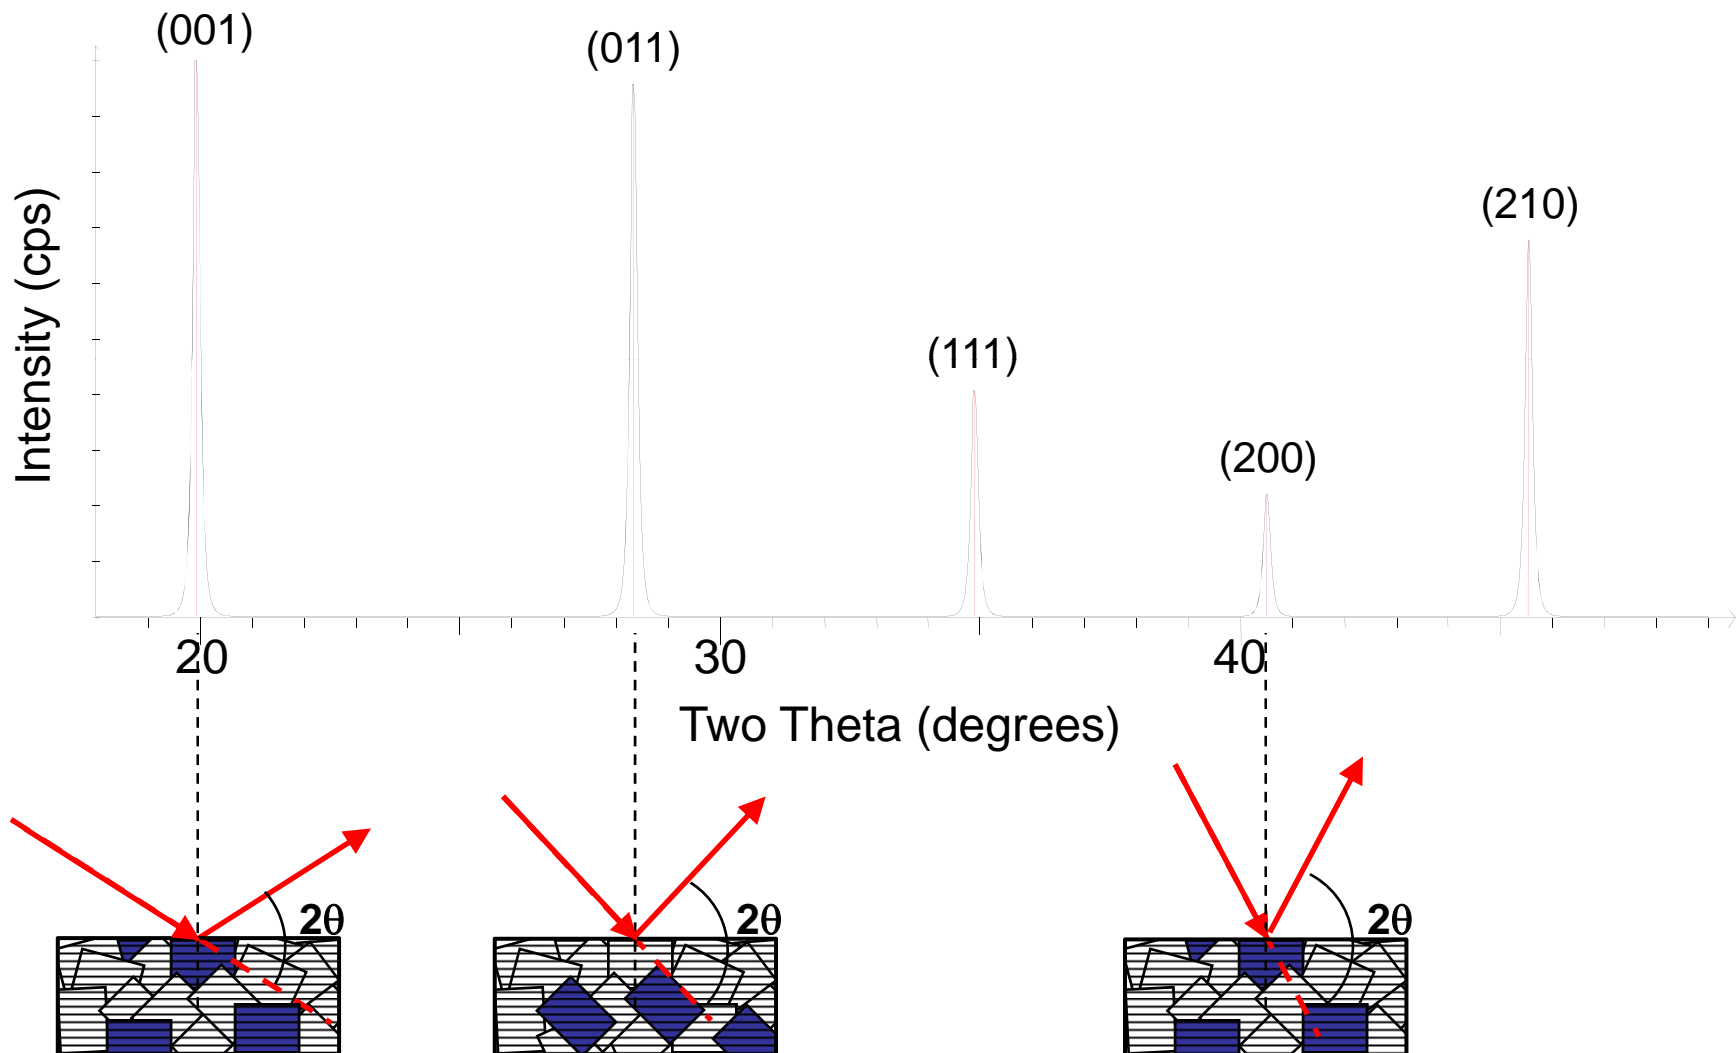 (001)
(011)
(210)
(111)
(200)
Intensity (cps)
20
30
40
Two Theta (degrees)
2θ
2θ
2θ